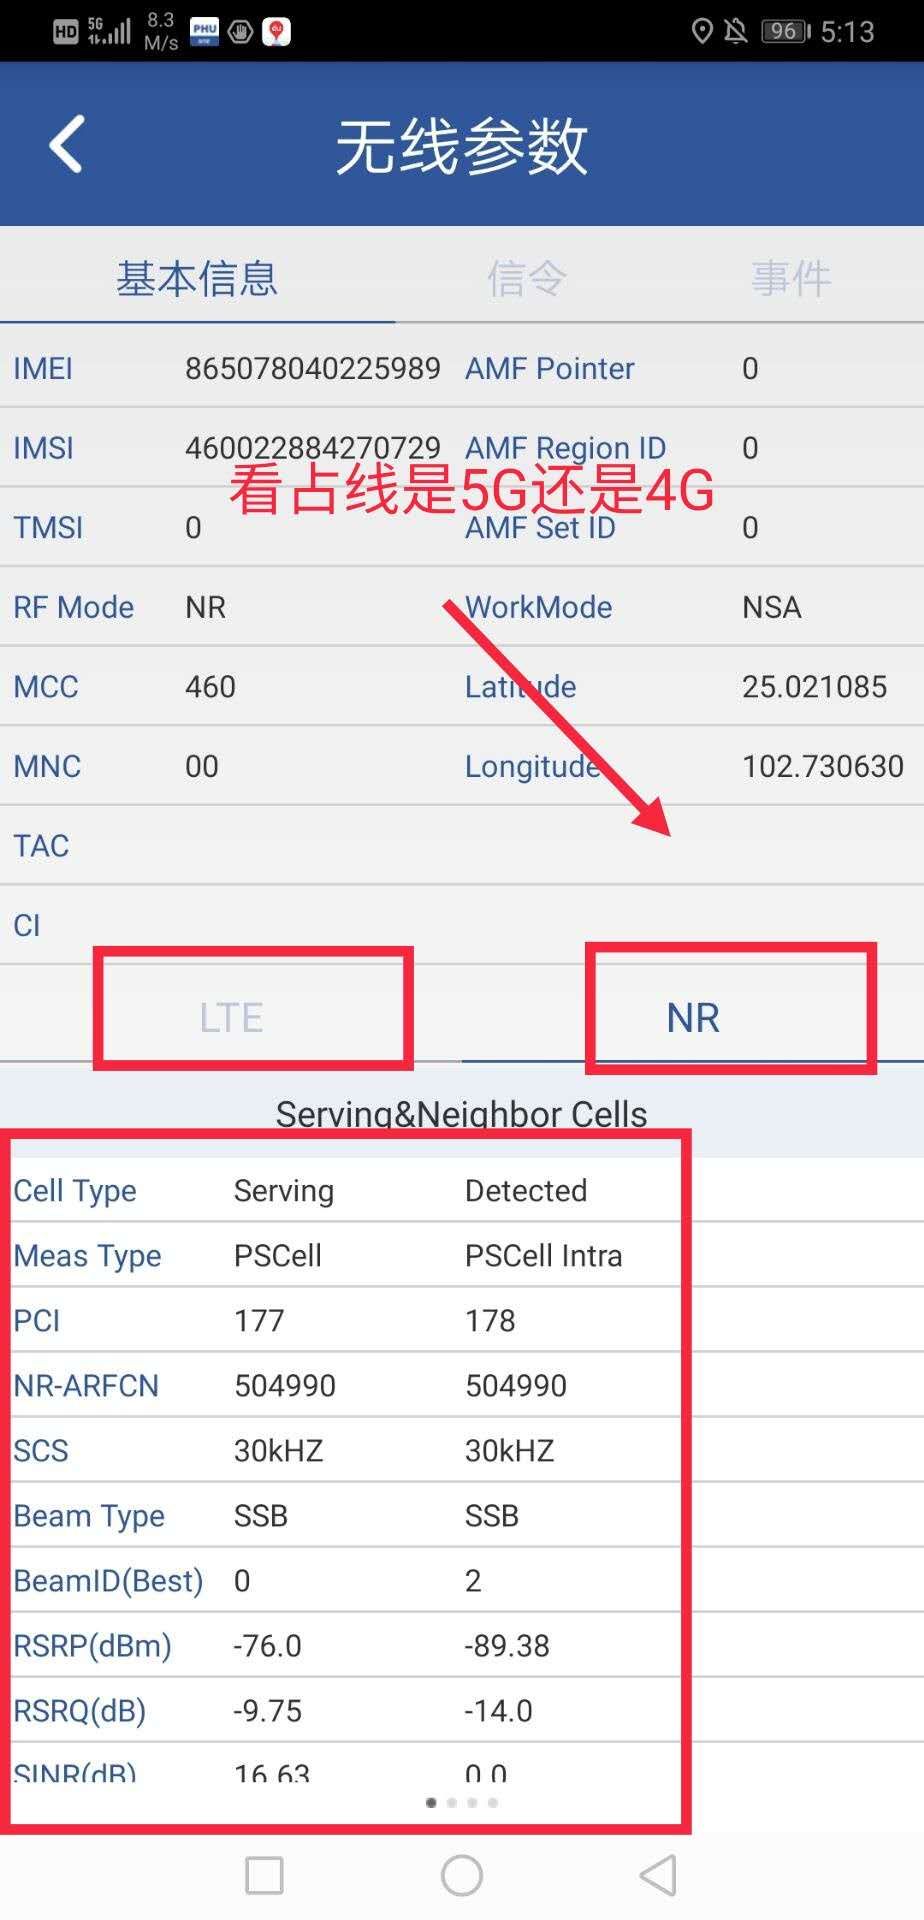 HD 5G 8.3 M/s PHU 96 5:13
无线参数
基本信息 信令 事件
IMEI 865078040225989 AMF Pointer 0
IMSI 460022884270729 AMF Region ID 0
看占线是5G还是4G
TMSI 0 AMF Set ID 0
RF Mode NR WorkMode NSA
MCC 460 Latitude 25.021085
MNC 00 Longitude 102.730630
TAC
CI
LTE NR
Serving&Neighbor Cells
Cell Type Serving Detected
Meas Type PSCell PSCell Intra
PCI 177 178
NR-ARFCN 504990 504990
SCS 30kHZ 30kHZ
Beam Type SSB SSB
BeamID(Best) 0 2
RSRP(dBm) -76.0 -89.38
RSRQ(dB) -9.75 -14.0
SINR(dB) 16.63 0.0